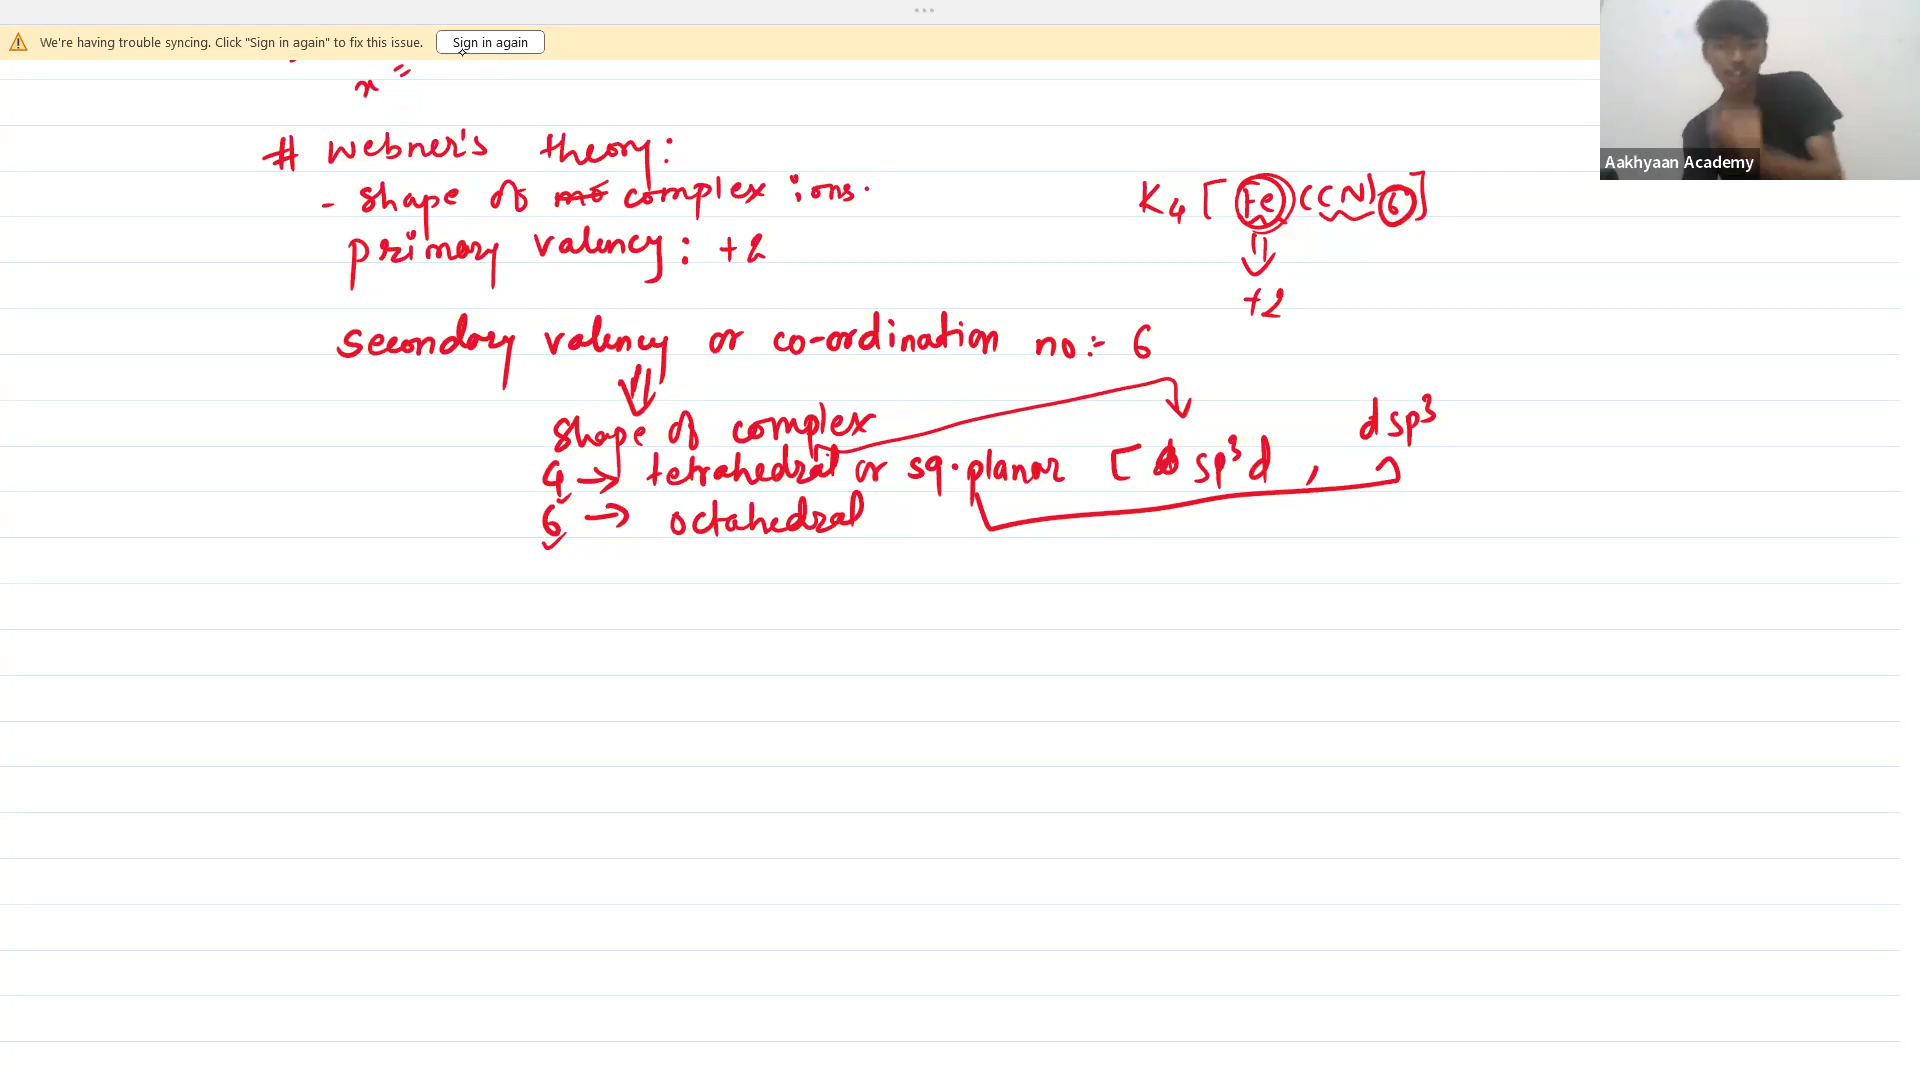 We're having trouble syncing. Click "Sign in again" to fix this issue. Sign in again
Aakhyaan Academy
x =
# Webner's theory:
- shape of complex ions.
K4 [Fe(CN)6]
primary valency: +2
+2
Secondary valency or co-ordination no:- 6
shape of complex
dsp³
4 → tetrahedral or sq. planar [ sp³d ,
6 → octahedral